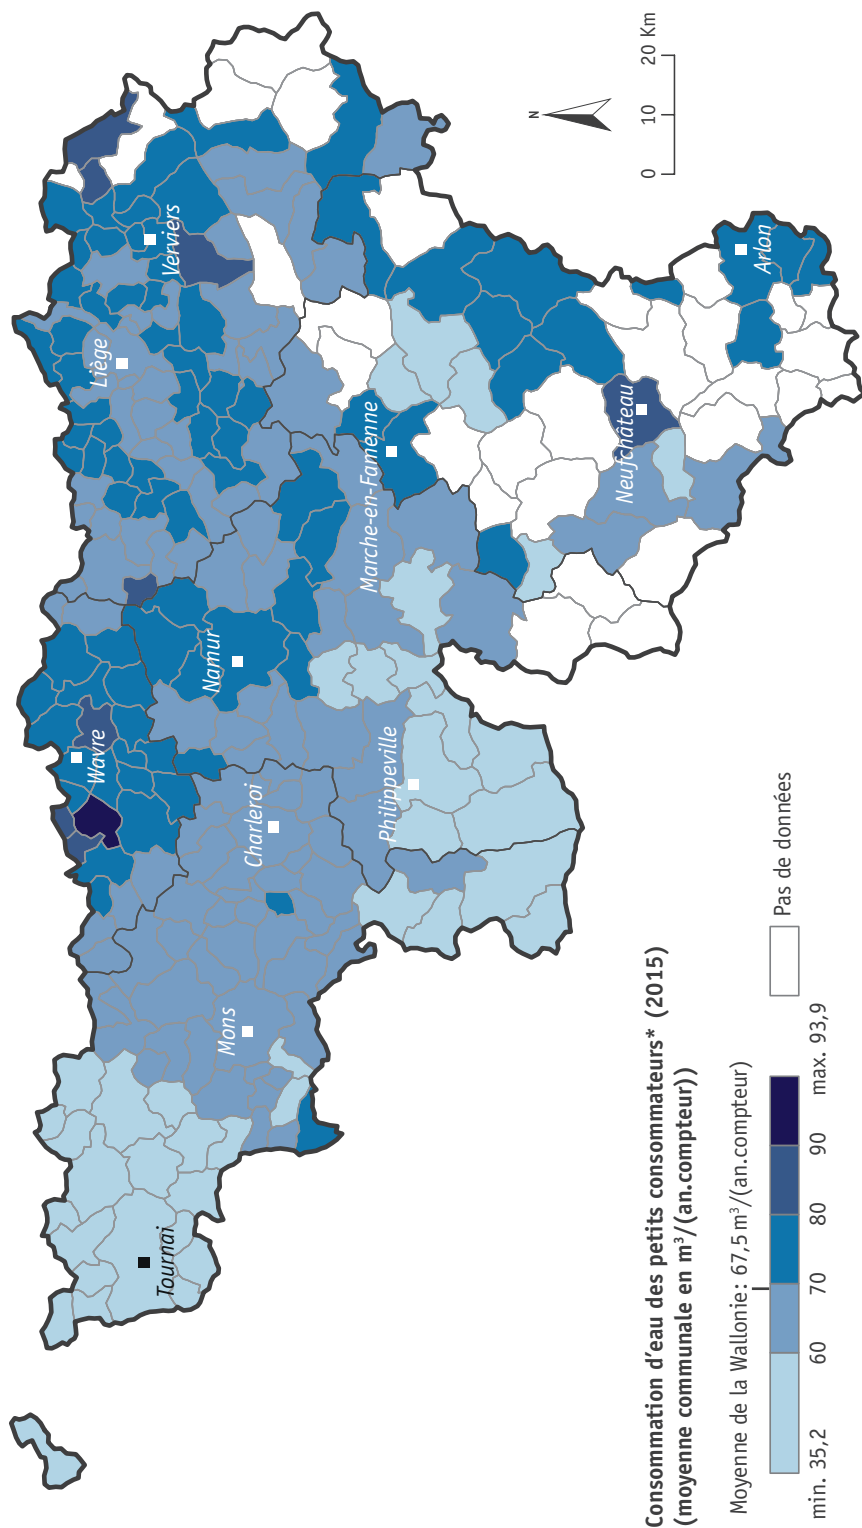 Tournai
Mons
Charleroi
Wavre
Philippeville
Namur
Marche-en-Famenne
Liège
Neufchâteau
Verviers
Arlon
N
0 10 20 Km
Consommation d'eau des petits consommateurs* (2015)
(moyenne communale en m³/(an.compteur))
Moyenne de la Wallonie: 67,5 m³/(an.compteur)
min. 35,2 60 70 80 90 max. 93,9
Pas de données